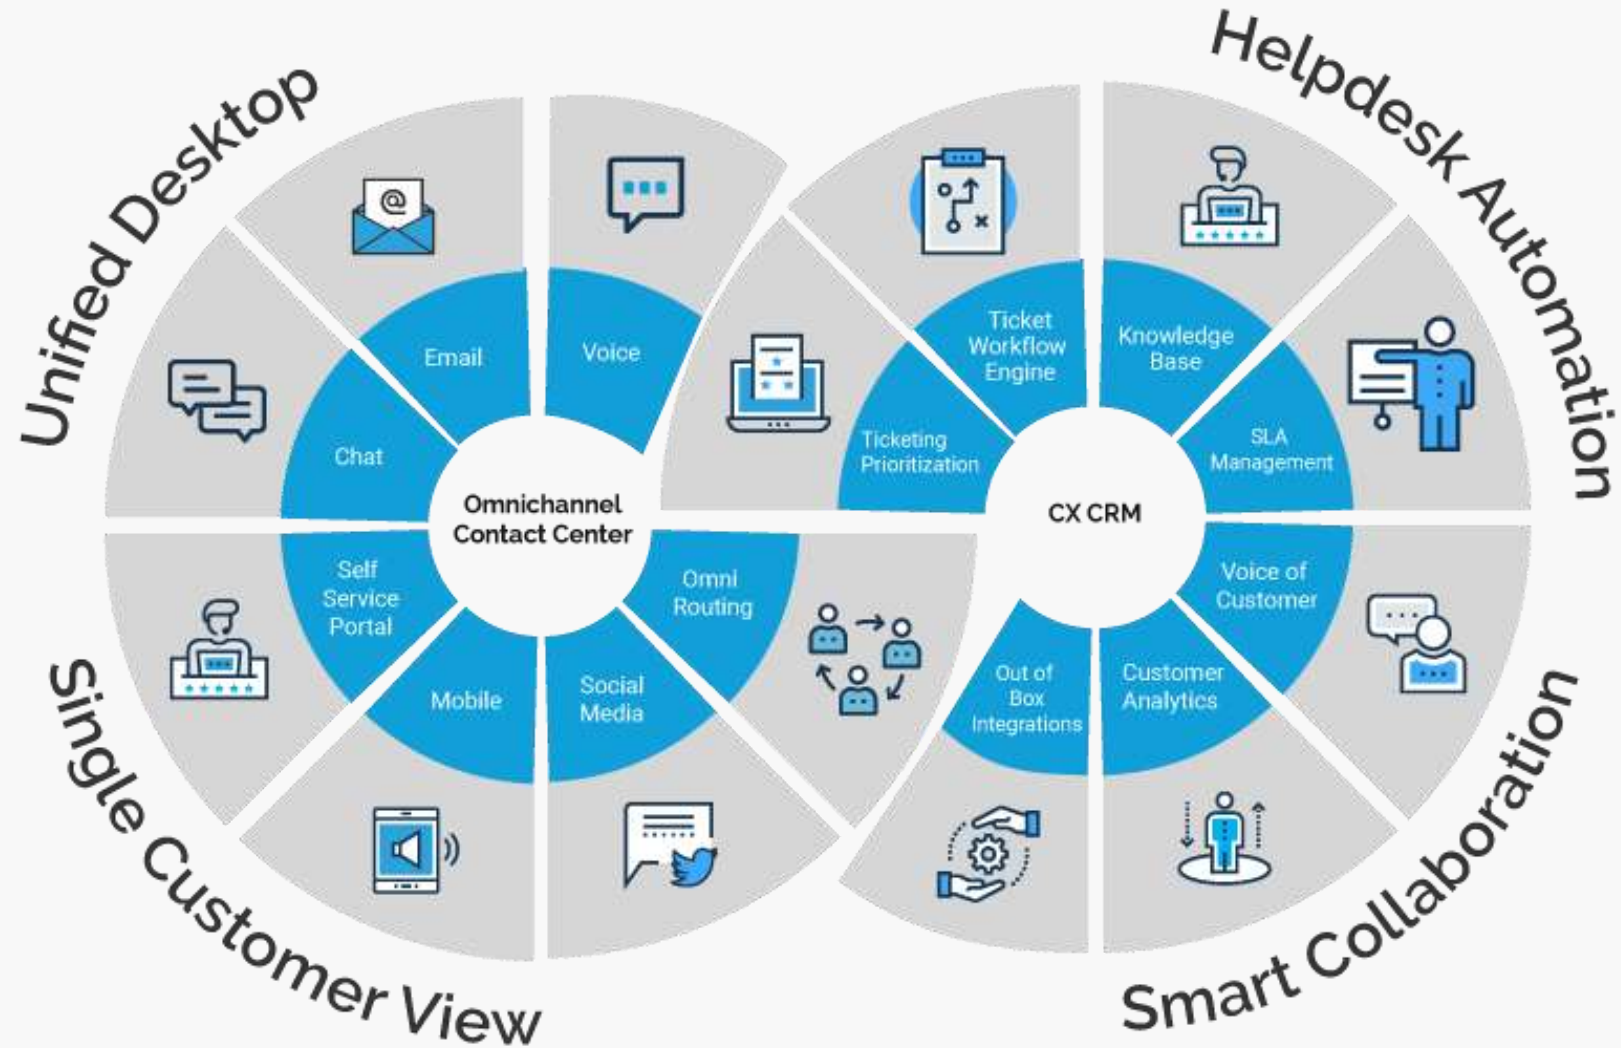 Unified Desktop
Helpdesk Automation
Single Customer View
Smart Collaboration
Omnichannel
Contact Center
Voice
Email
Chat
Self
Service
Portal
Mobile
Social
Media
Omni
Routing
CX CRM
Ticketing
Prioritization
Ticket
Workflow
Engine
Knowledge
Base
SLA
Management
Voice of
Customer
Customer
Analytics
Out of
Box
Integrations
@